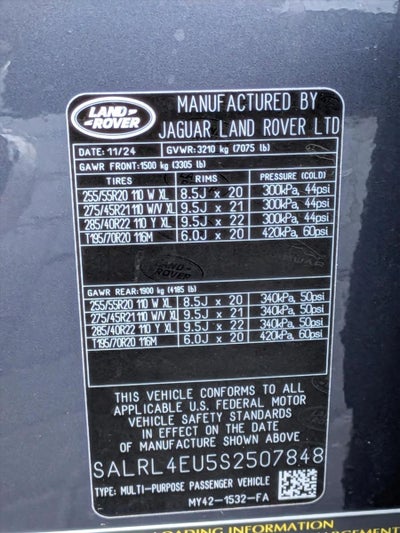 LAND
ROVER
MANUFACTURED BY
JAGUAR LAND ROVER LTD
DATE: 11/24 GVWR: 3210 kg (7075 lb)
GAWR FRONT: 1500 kg (3305 lb)
TIRES RIMS PRESSURE (COLD)
255/55R20 110 W XL 8.5J x 20 300kPa, 44psi
275/45R21 110 W/V XL 9.5J x 21 300kPa, 44psi
285/40R22 110 Y XL 9.5J x 22 300kPa, 44psi
T195/70R20 116M 6.0J x 20 420kPa, 60psi
GAWR REAR: 1900 kg (4185 lb)
255/55R20 110 W XL 8.5J x 20 340kPa, 50psi
275/45R21 110 W/V XL 9.5J x 21 340kPa, 50psi
285/40R22 110 Y XL 9.5J x 22 340kPa, 50psi
T195/70R20 116M 6.0J x 20 420kPa, 60psi
THIS VEHICLE CONFORMS TO ALL
APPLICABLE U.S. FEDERAL MOTOR
VEHICLE SAFETY STANDARDS
IN EFFECT ON THE DATE
OF MANUFACTURE SHOWN ABOVE
SALRL4EU5S2507848
TYPE: MULTI-PURPOSE PASSENGER VEHICLE
MY42-1532-FA
LOADING INFORMATION